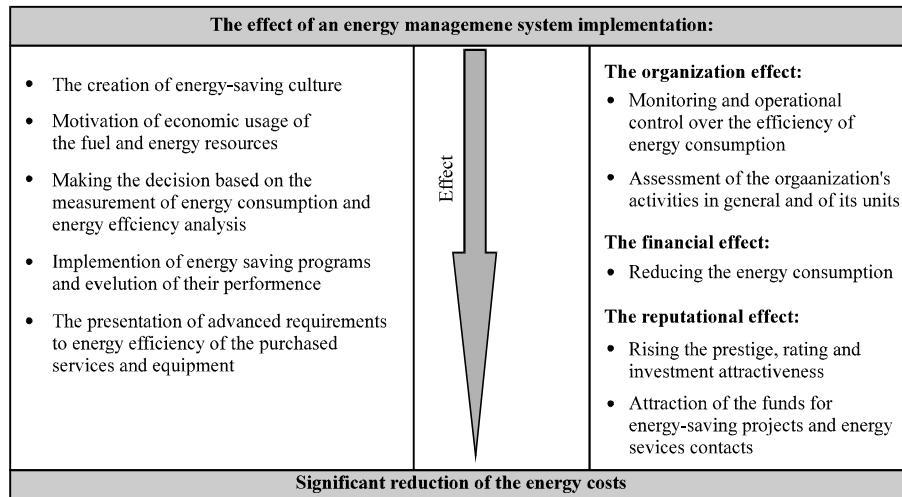 The effect of an energy managemene system implementation:
• The creation of energy-saving culture
• Motivation of economic usage of
the fuel and energy resources
• Making the decision based on the
measurement of energy consumption and
energy effciency analysis
• Implemention of energy saving programs
and evelution of their performence
• The presentation of advanced requirements
to energy efficiency of the purchased
services and equipment
Effect
The organization effect:
• Monitoring and operational
control over the efficiency of
energy consumption
• Assessment of the orgaanization's
activities in general and of its units
The financial effect:
• Reducing the energy consumption
The reputational effect:
• Rising the prestige, rating and
investment attractiveness
• Attraction of the funds for
energy-saving projects and energy
sevices contacts
Significant reduction of the energy costs